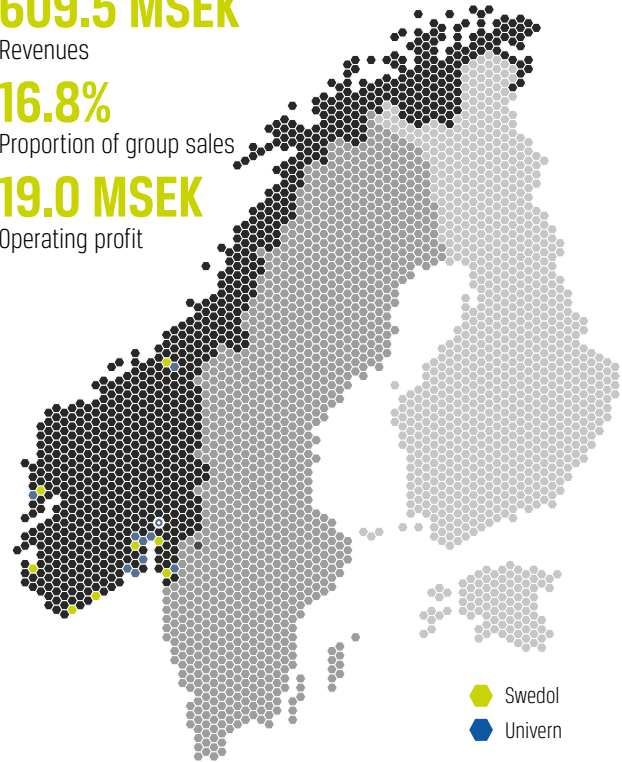 609.5 MSEK
Revenues
16.8%
Proportion of group sales
19.0 MSEK
Operating profit
Swedol
Univern